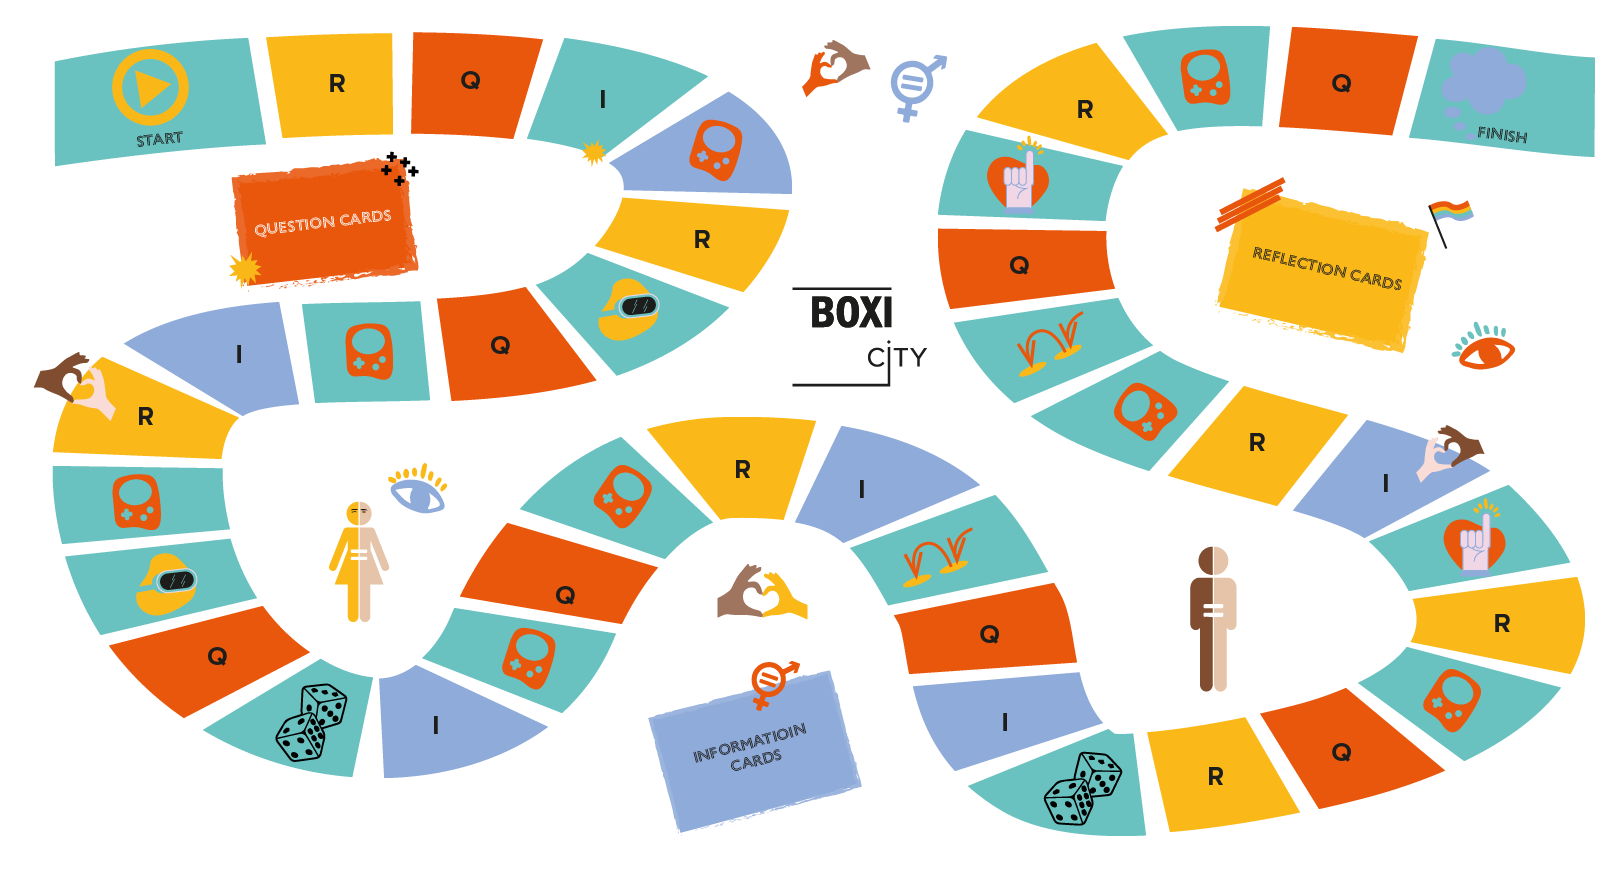 START
R
Q
I
R
Q
R
Q
FINISH
QUESTION CARDS
R
Q
REFLECTION CARDS
BOXI
CiTY
I
Q
R
R
I
R
I
Q
Q
Q
R
Q
I
I
INFORMATIOIN
CARDS
Q
R